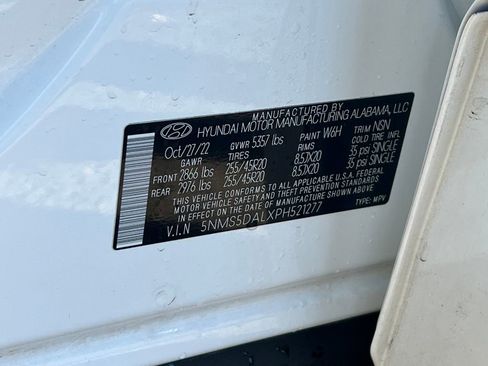 MANUFACTURED BY
HYUNDAI MOTOR MANUFACTURING ALABAMA, LLC
Oct/27/22 GVWR 5357 lbs PAINT W6H TRIM NSN
GAWR TIRES RIMS COLD TIRE INFL.
FRONT 2866 lbs 255/45R20 8.5JX20 35 psi SINGLE
REAR 2976 lbs 255/45R20 8.5JX20 35 psi SINGLE
THIS VEHICLE CONFORMS TO ALL APPLICABLE U.S.A. FEDERAL
MOTOR VEHICLE SAFETY AND THEFT PREVENTION STANDARDS
IN EFFECT ON THE DATE OF MANUFACTURE SHOWN ABOVE.
V.I.N 5NMS5DALXPH521277 TYPE: MPV